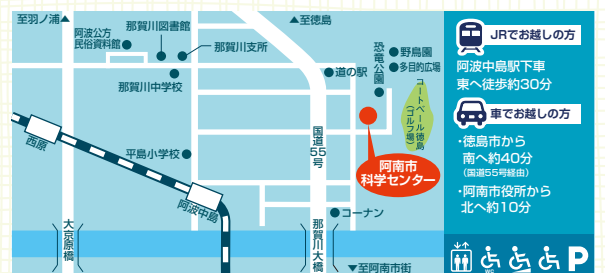 至羽ノ浦▲
阿波公方
民俗資料館
那賀川図書館
那賀川支所
那賀川中学校
▲至徳島
道の駅
恐竜公園
野鳥園
多目的広場
コートベール徳島
(ゴルフ場)
国道55号
阿南市
科学センター
西原
平島小学校
阿波中島
コーナン
大京原橋
那賀川大橋
▼至阿南市街
JRでお越しの方
阿波中島駅下車
東へ徒歩約30分
車でお越しの方
・徳島市から
南へ約40分
(国道55号経由)
・阿南市役所から
北へ約10分
WC
P